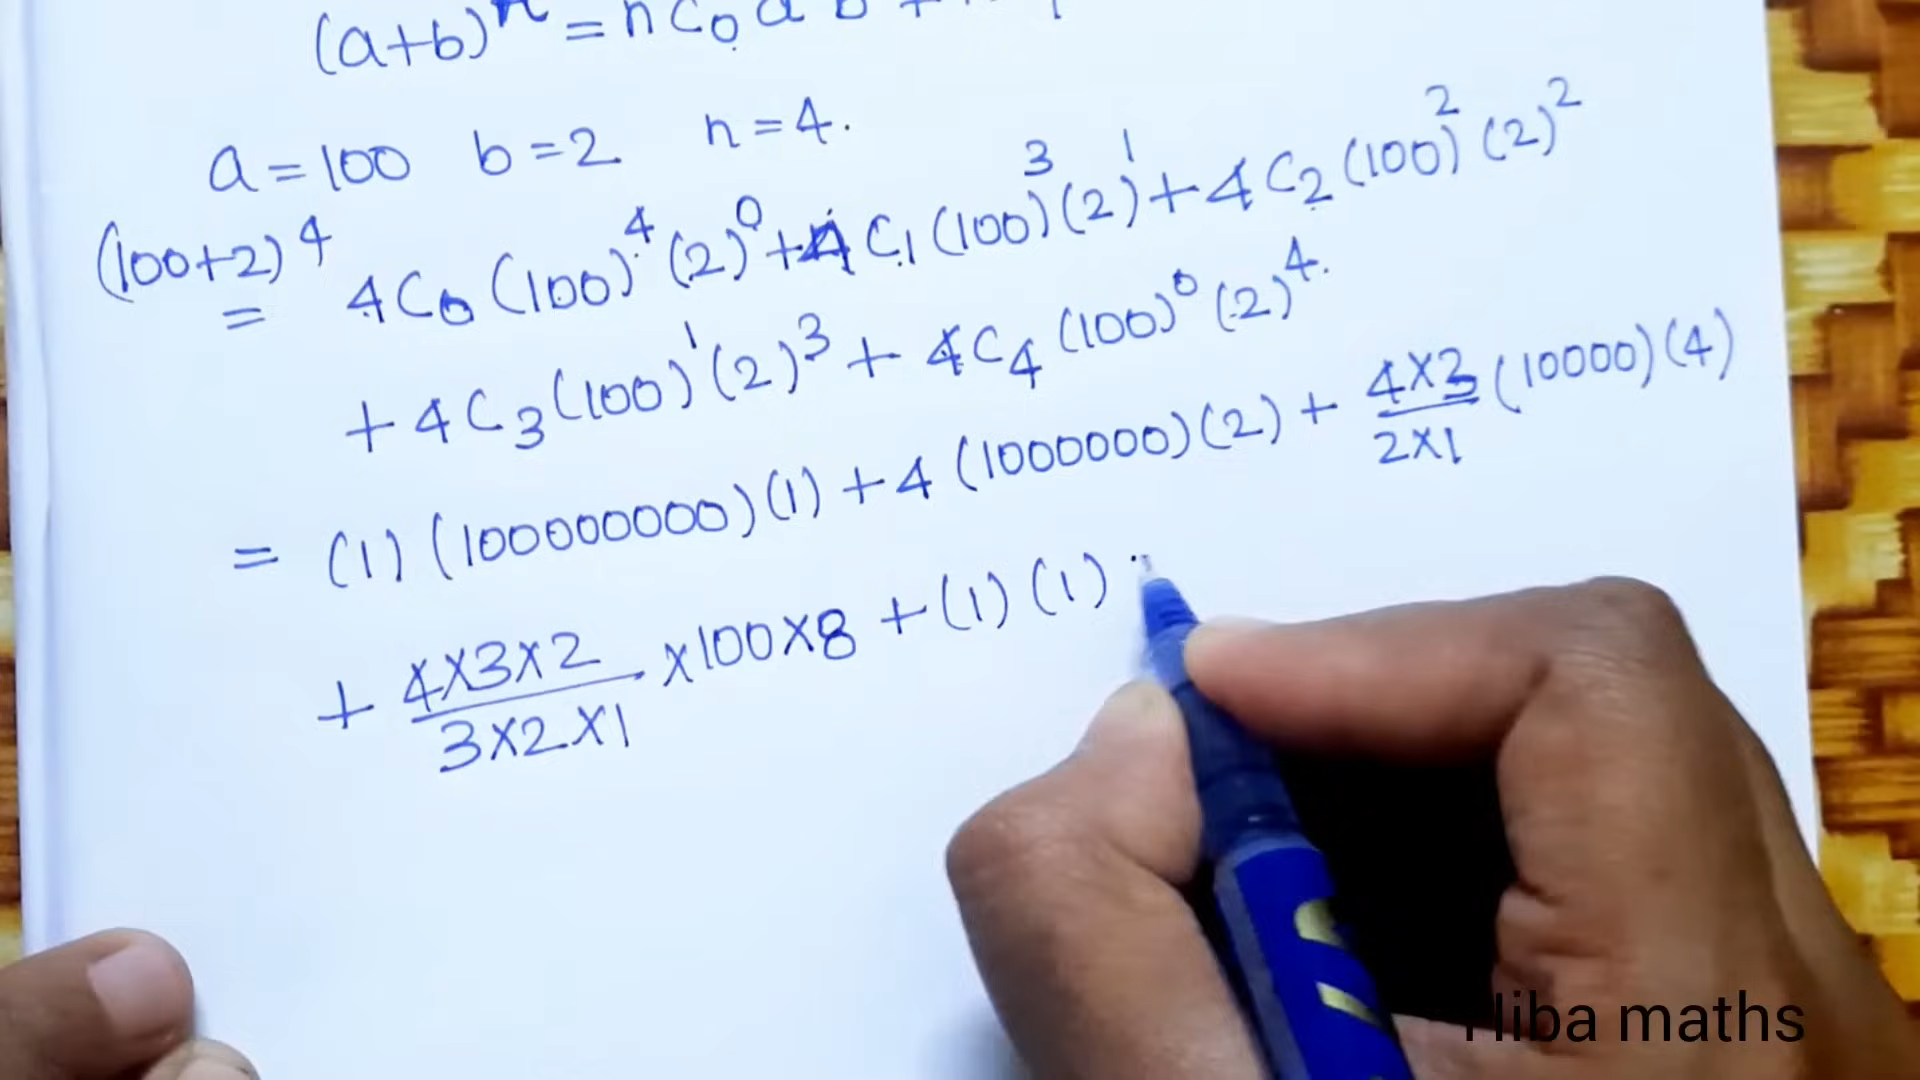 (a+b)ⁿ = nC₀ a b +
a = 100 b = 2 n = 4.
(100+2)⁴
= 4C₀ (100)⁴ (2)⁰ + 4C₁ (100)³ (2)¹ + 4C₂ (100)² (2)²
+ 4C₃ (100)¹ (2)³ + 4C₄ (100)⁰ (2)⁴.
= (1) (100000000) (1) + 4 (1000000) (2) + 4×3/2×1 (10000) (4)
+ 4×3×2/3×2×1 ×100×8 + (1) (1)
Hiba maths